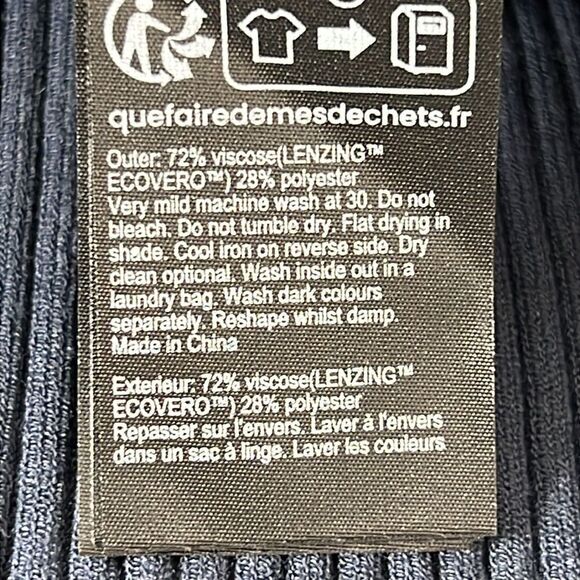 quefairedemesdechets.fr
Outer: 72% viscose(LENZING™
ECOVERO™) 28% polyester
Very mild machine wash at 30. Do not
bleach. Do not tumble dry. Flat drying in
shade. Cool iron on reverse side. Dry
clean optional. Wash inside out in a
laundry bag. Wash dark colours
separately. Reshape whilst damp.
Made in China
Exterieur: 72% viscose(LENZING™
ECOVERO™) 28% polyester
Repasser sur l'envers. Laver à l'envers
dans un sac à linge. Laver les couleurs